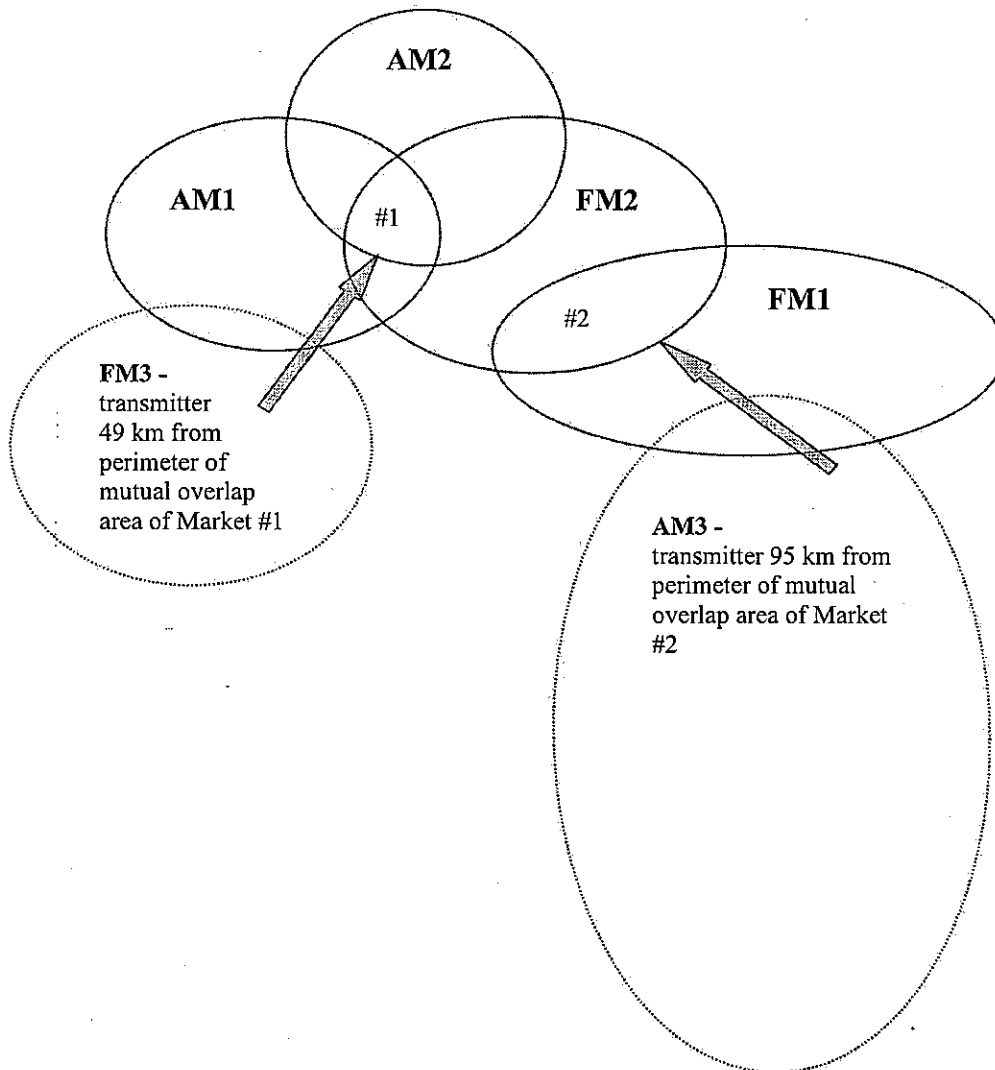 AM2
AM1
#1
FM2
#2
FM1
FM3 -
transmitter
49 km from
perimeter of
mutual overlap
area of Market #1
AM3 -
transmitter 95 km from
perimeter of mutual
overlap area of Market
#2